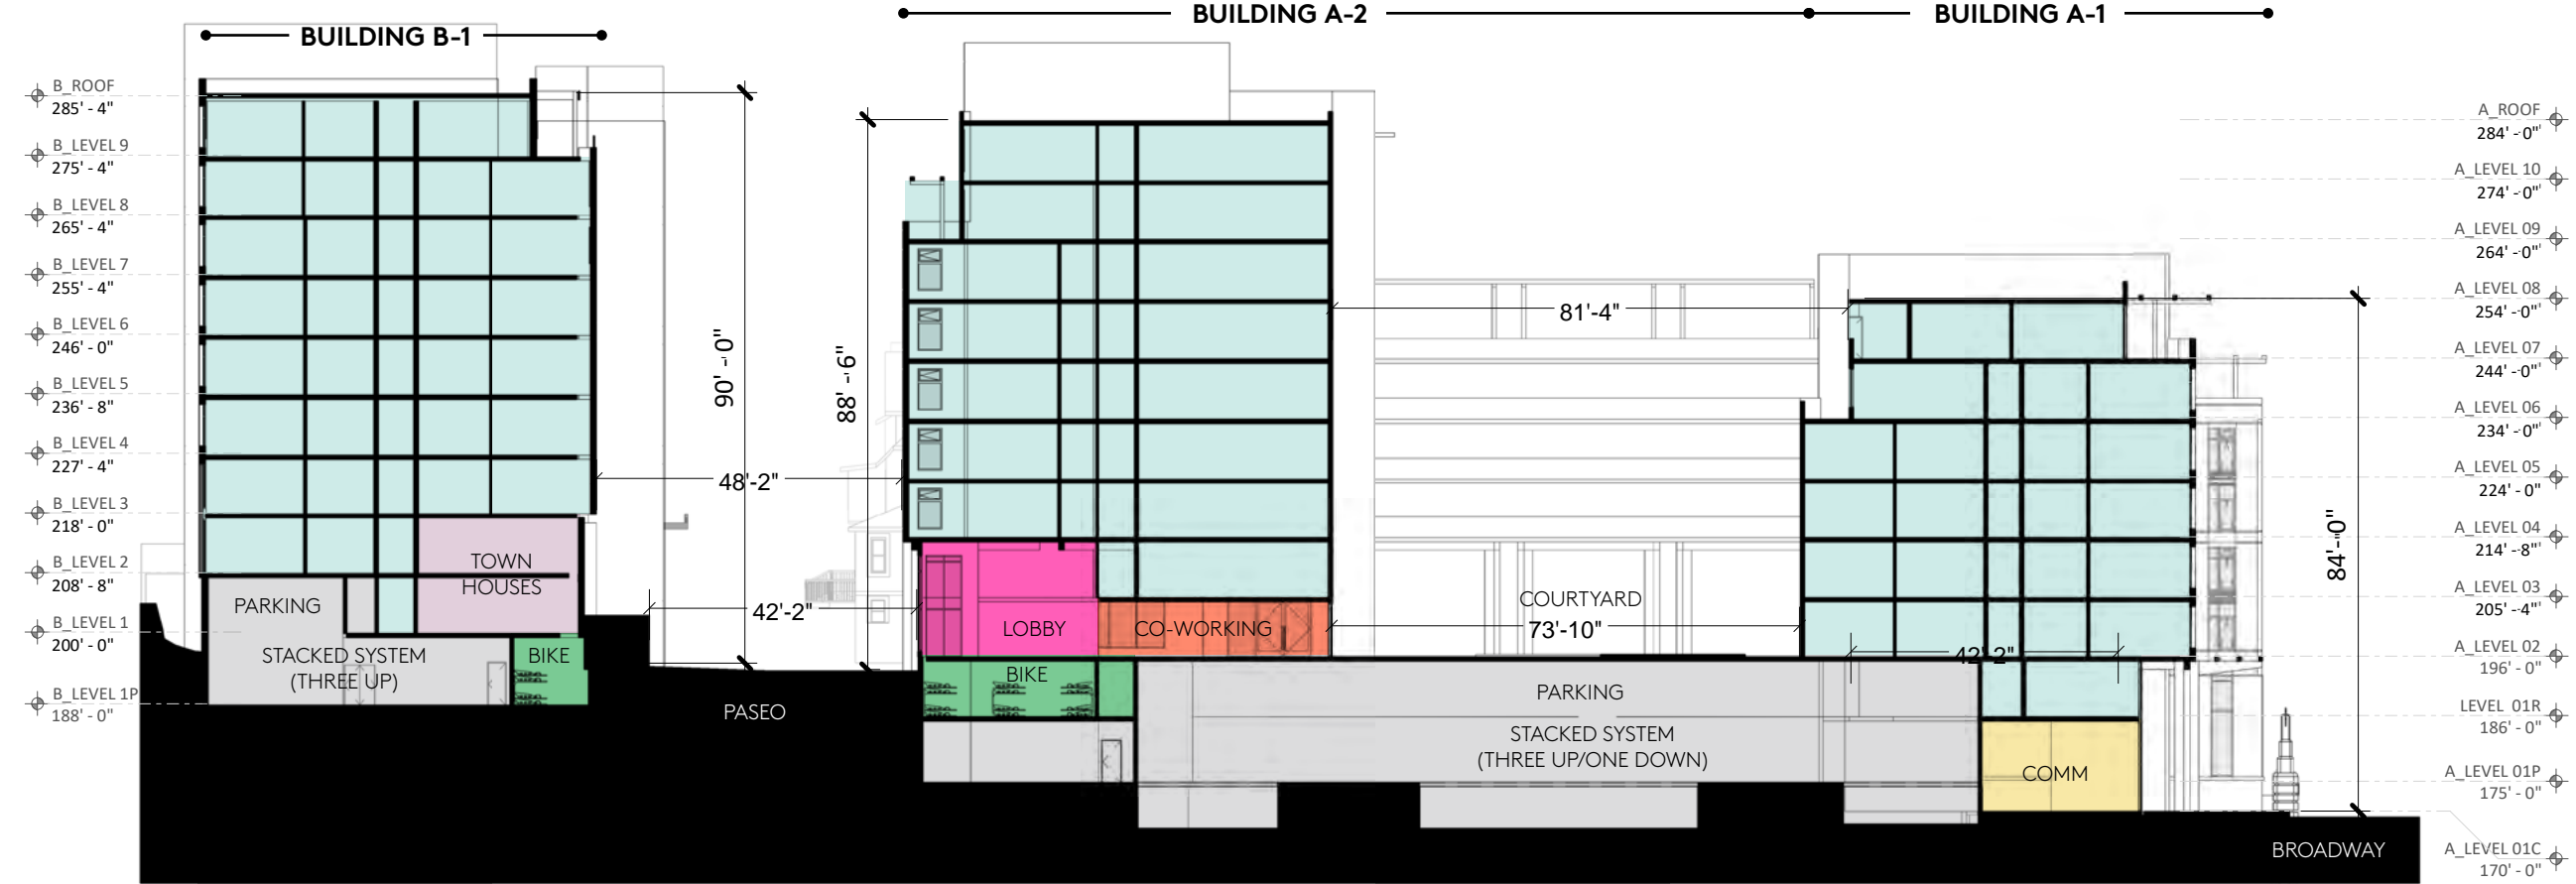 BUILDING B-1
BUILDING A-2
BUILDING A-1
B_ROOF
285' - 4"
B_LEVEL 9
275' - 4"
B_LEVEL 8
265' - 4"
B_LEVEL 7
255' - 4"
B_LEVEL 6
246' - 0"
B_LEVEL 5
236' - 8"
B_LEVEL 4
227' - 4"
B_LEVEL 3
218' - 0"
B_LEVEL 2
208' - 8"
B_LEVEL 1
200' - 0"
B_LEVEL 1P
188' - 0"
TOWN
HOUSES
PARKING
STACKED SYSTEM
(THREE UP)
BIKE
90' - 0"
48'-2"
42'-2"
PASEO
88' - 6"
LOBBY
CO-WORKING
BIKE
81'-4"
COURTYARD
73'-10"
PARKING
STACKED SYSTEM
(THREE UP/ONE DOWN)
42'-2"
COMM
84'-0"
BROADWAY
A_ROOF
284' - 0"
A_LEVEL 10
274' - 0"
A_LEVEL 09
264' - 0"
A_LEVEL 08
254' - 0"
A_LEVEL 07
244' - 0"
A_LEVEL 06
234' - 0"
A_LEVEL 05
224' - 0"
A_LEVEL 04
214' - 8"
A_LEVEL 03
205' - 4"
A_LEVEL 02
196' - 0"
LEVEL 01R
186' - 0"
A_LEVEL 01P
175' - 0"
A_LEVEL 01C
170' - 0"